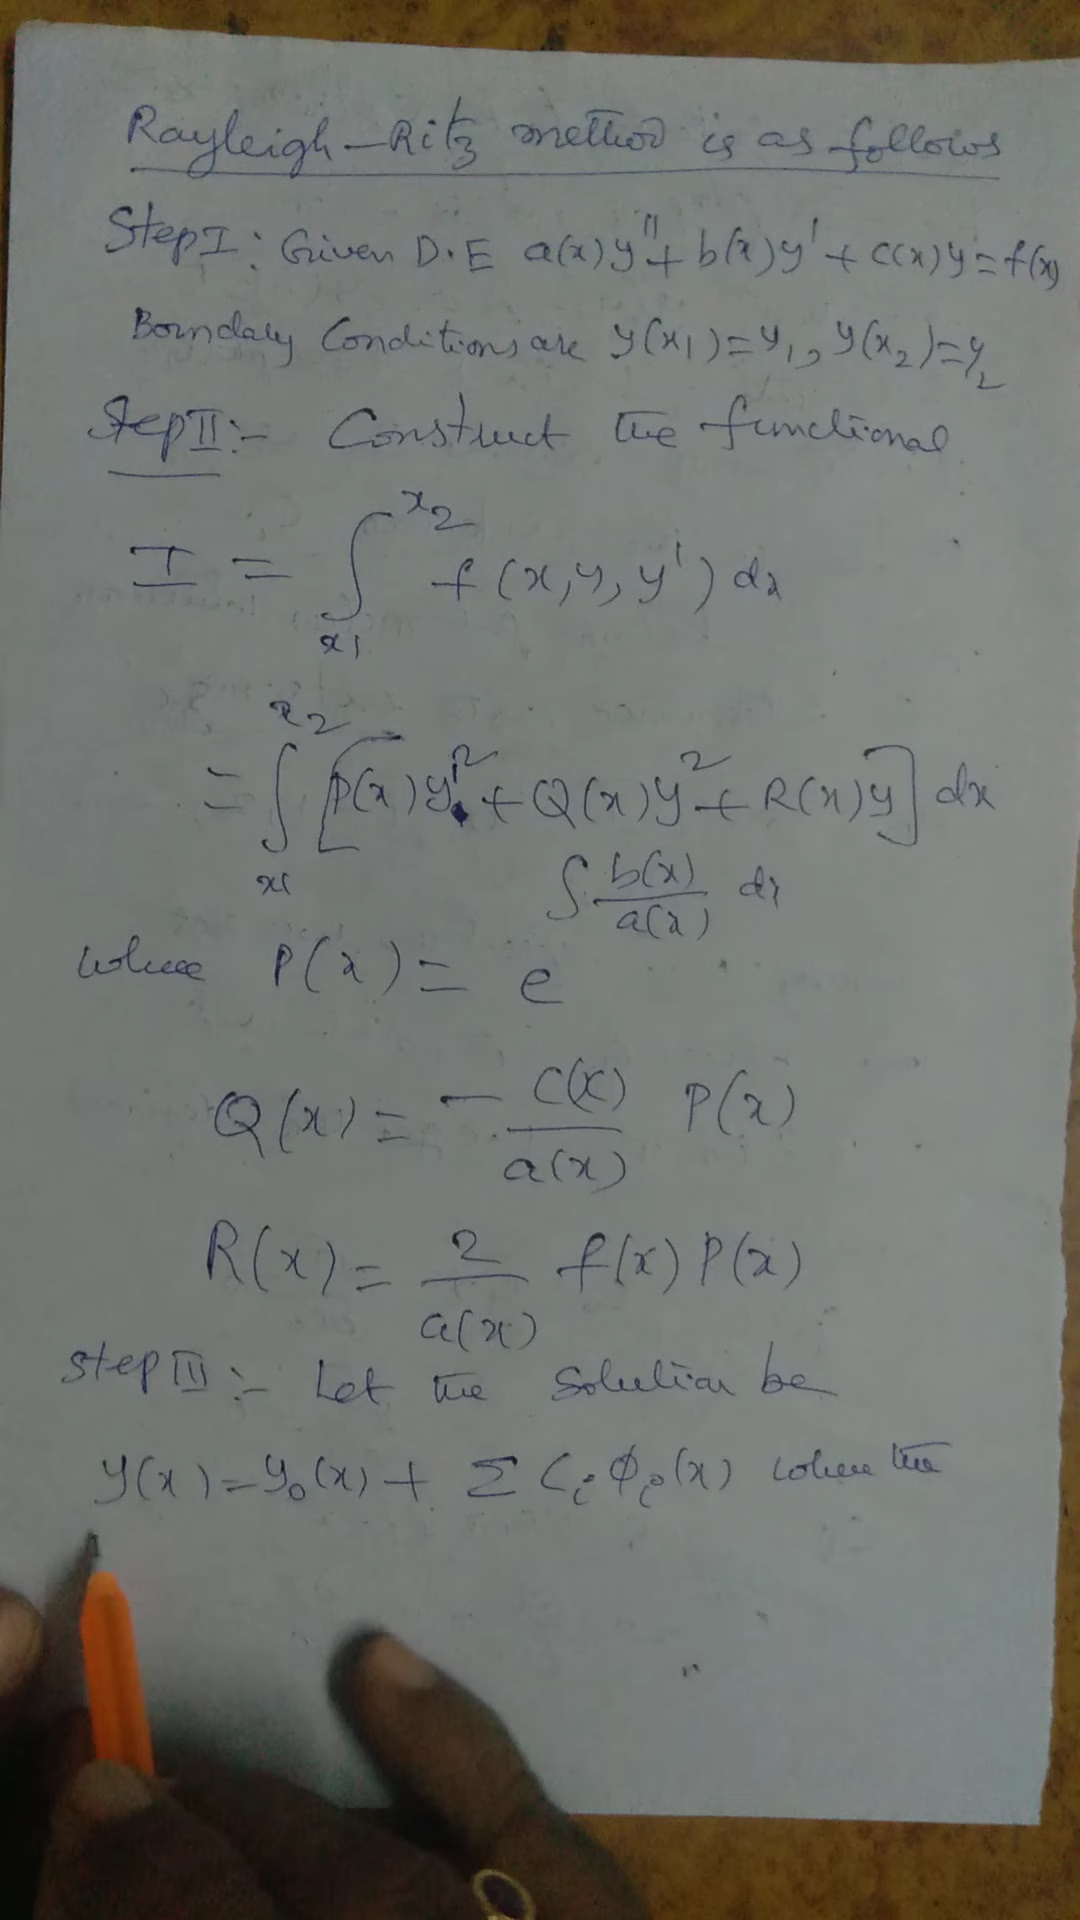 Rayleigh-Ritz method is as follows
Step I: Given D.E a(x)y'' + b(x)y' + c(x)y = f(x)
Boundary Conditions are y(x₁) = y₁, y(x₂) = y₂
Step II:- Construct the functional
I = ∫_{x₁}^{x₂} f(x, y, y') dx
= ∫_{x₁}^{x₂} [P(x)y'² + Q(x)y² + R(x)y] dx
where P(x) = e^{∫ b(x)/a(x) dx}
Q(x) = - c(x)/a(x) P(x)
R(x) = 2/a(x) f(x) P(x)
Step III:- Let the solution be
y(x) = y₀(x) + Σ Cᵢ ϕᵢ(x) where the